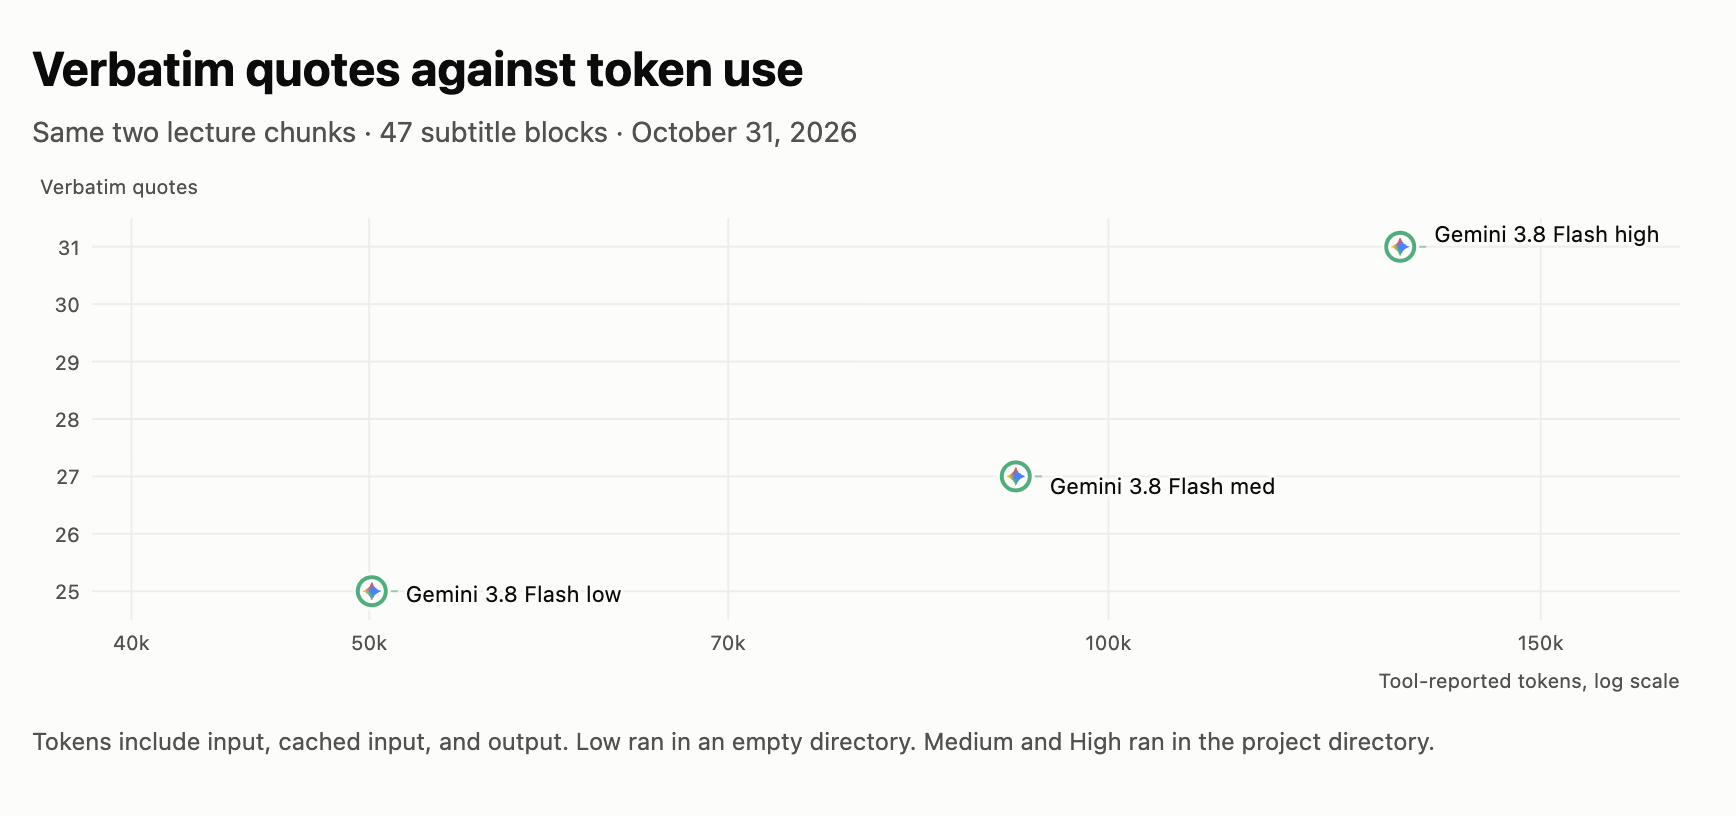 Verbatim quotes against token use
Same two lecture chunks · 47 subtitle blocks · October 31, 2026
Verbatim quotes
31
Gemini 3.8 Flash high
30
29
28
27
Gemini 3.8 Flash med
26
25
Gemini 3.8 Flash low
40k 50k 70k 100k 150k
Tool-reported tokens, log scale
Tokens include input, cached input, and output. Low ran in an empty directory. Medium and High ran in the project directory.